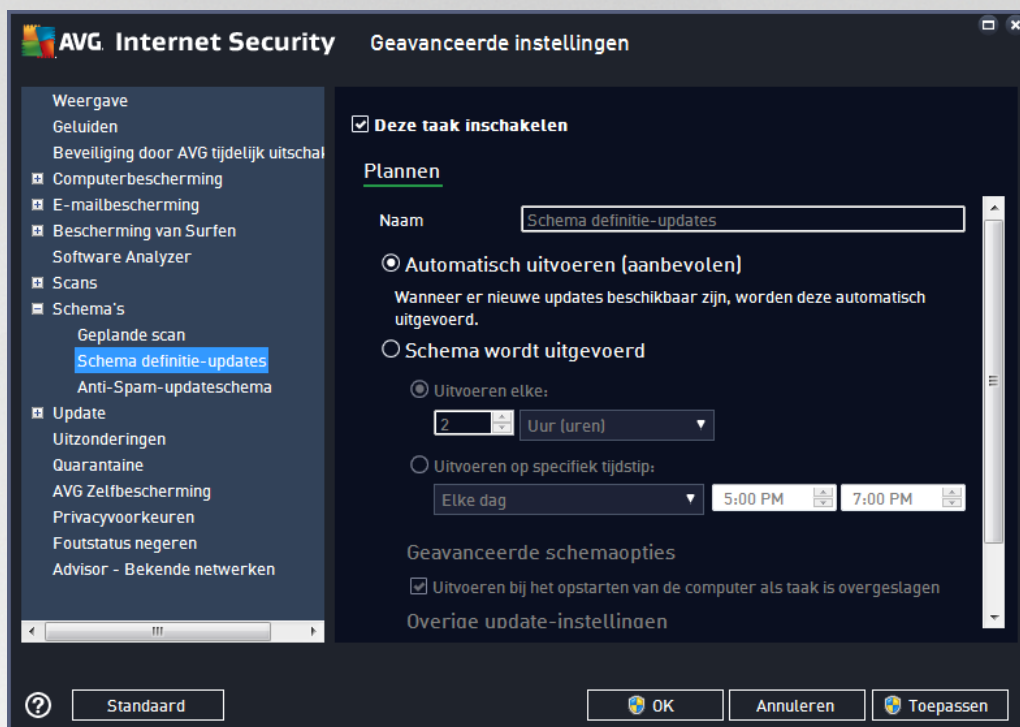 AVG. Internet Security
Geavanceerde instellingen
Weergave
Geluiden
Beveiliging door AVG tijdelijk uitschak
Computerbescherming
E-mailbescherming
Bescherming van Surfen
Software Analyzer
Scans
Schema's
Geplande scan
Schema definitie-updates
Anti-Spam-updateschema
Update
Uitzonderingen
Quarantaine
AVG Zelfbescherming
Privacyvoorkeuren
Foutstatus negeren
Advisor - Bekende netwerken
Deze taak inschakelen
Plannen
Naam
Schema definitie-updates
Automatisch uitvoeren (aanbevolen)
Wanneer er nieuwe updates beschikbaar zijn, worden deze automatisch
uitgevoerd.
Schema wordt uitgevoerd
Uitvoeren elke:
2
Uur (uren)
Uitvoeren op specifiek tijdstip:
Elke dag
5:00 PM
7:00 PM
Geavanceerde schemaopties
Uitvoeren bij het opstarten van de computer als taak is overgeslagen
Overige update-instellingen
?
Standaard
OK
Annuleren
Toepassen